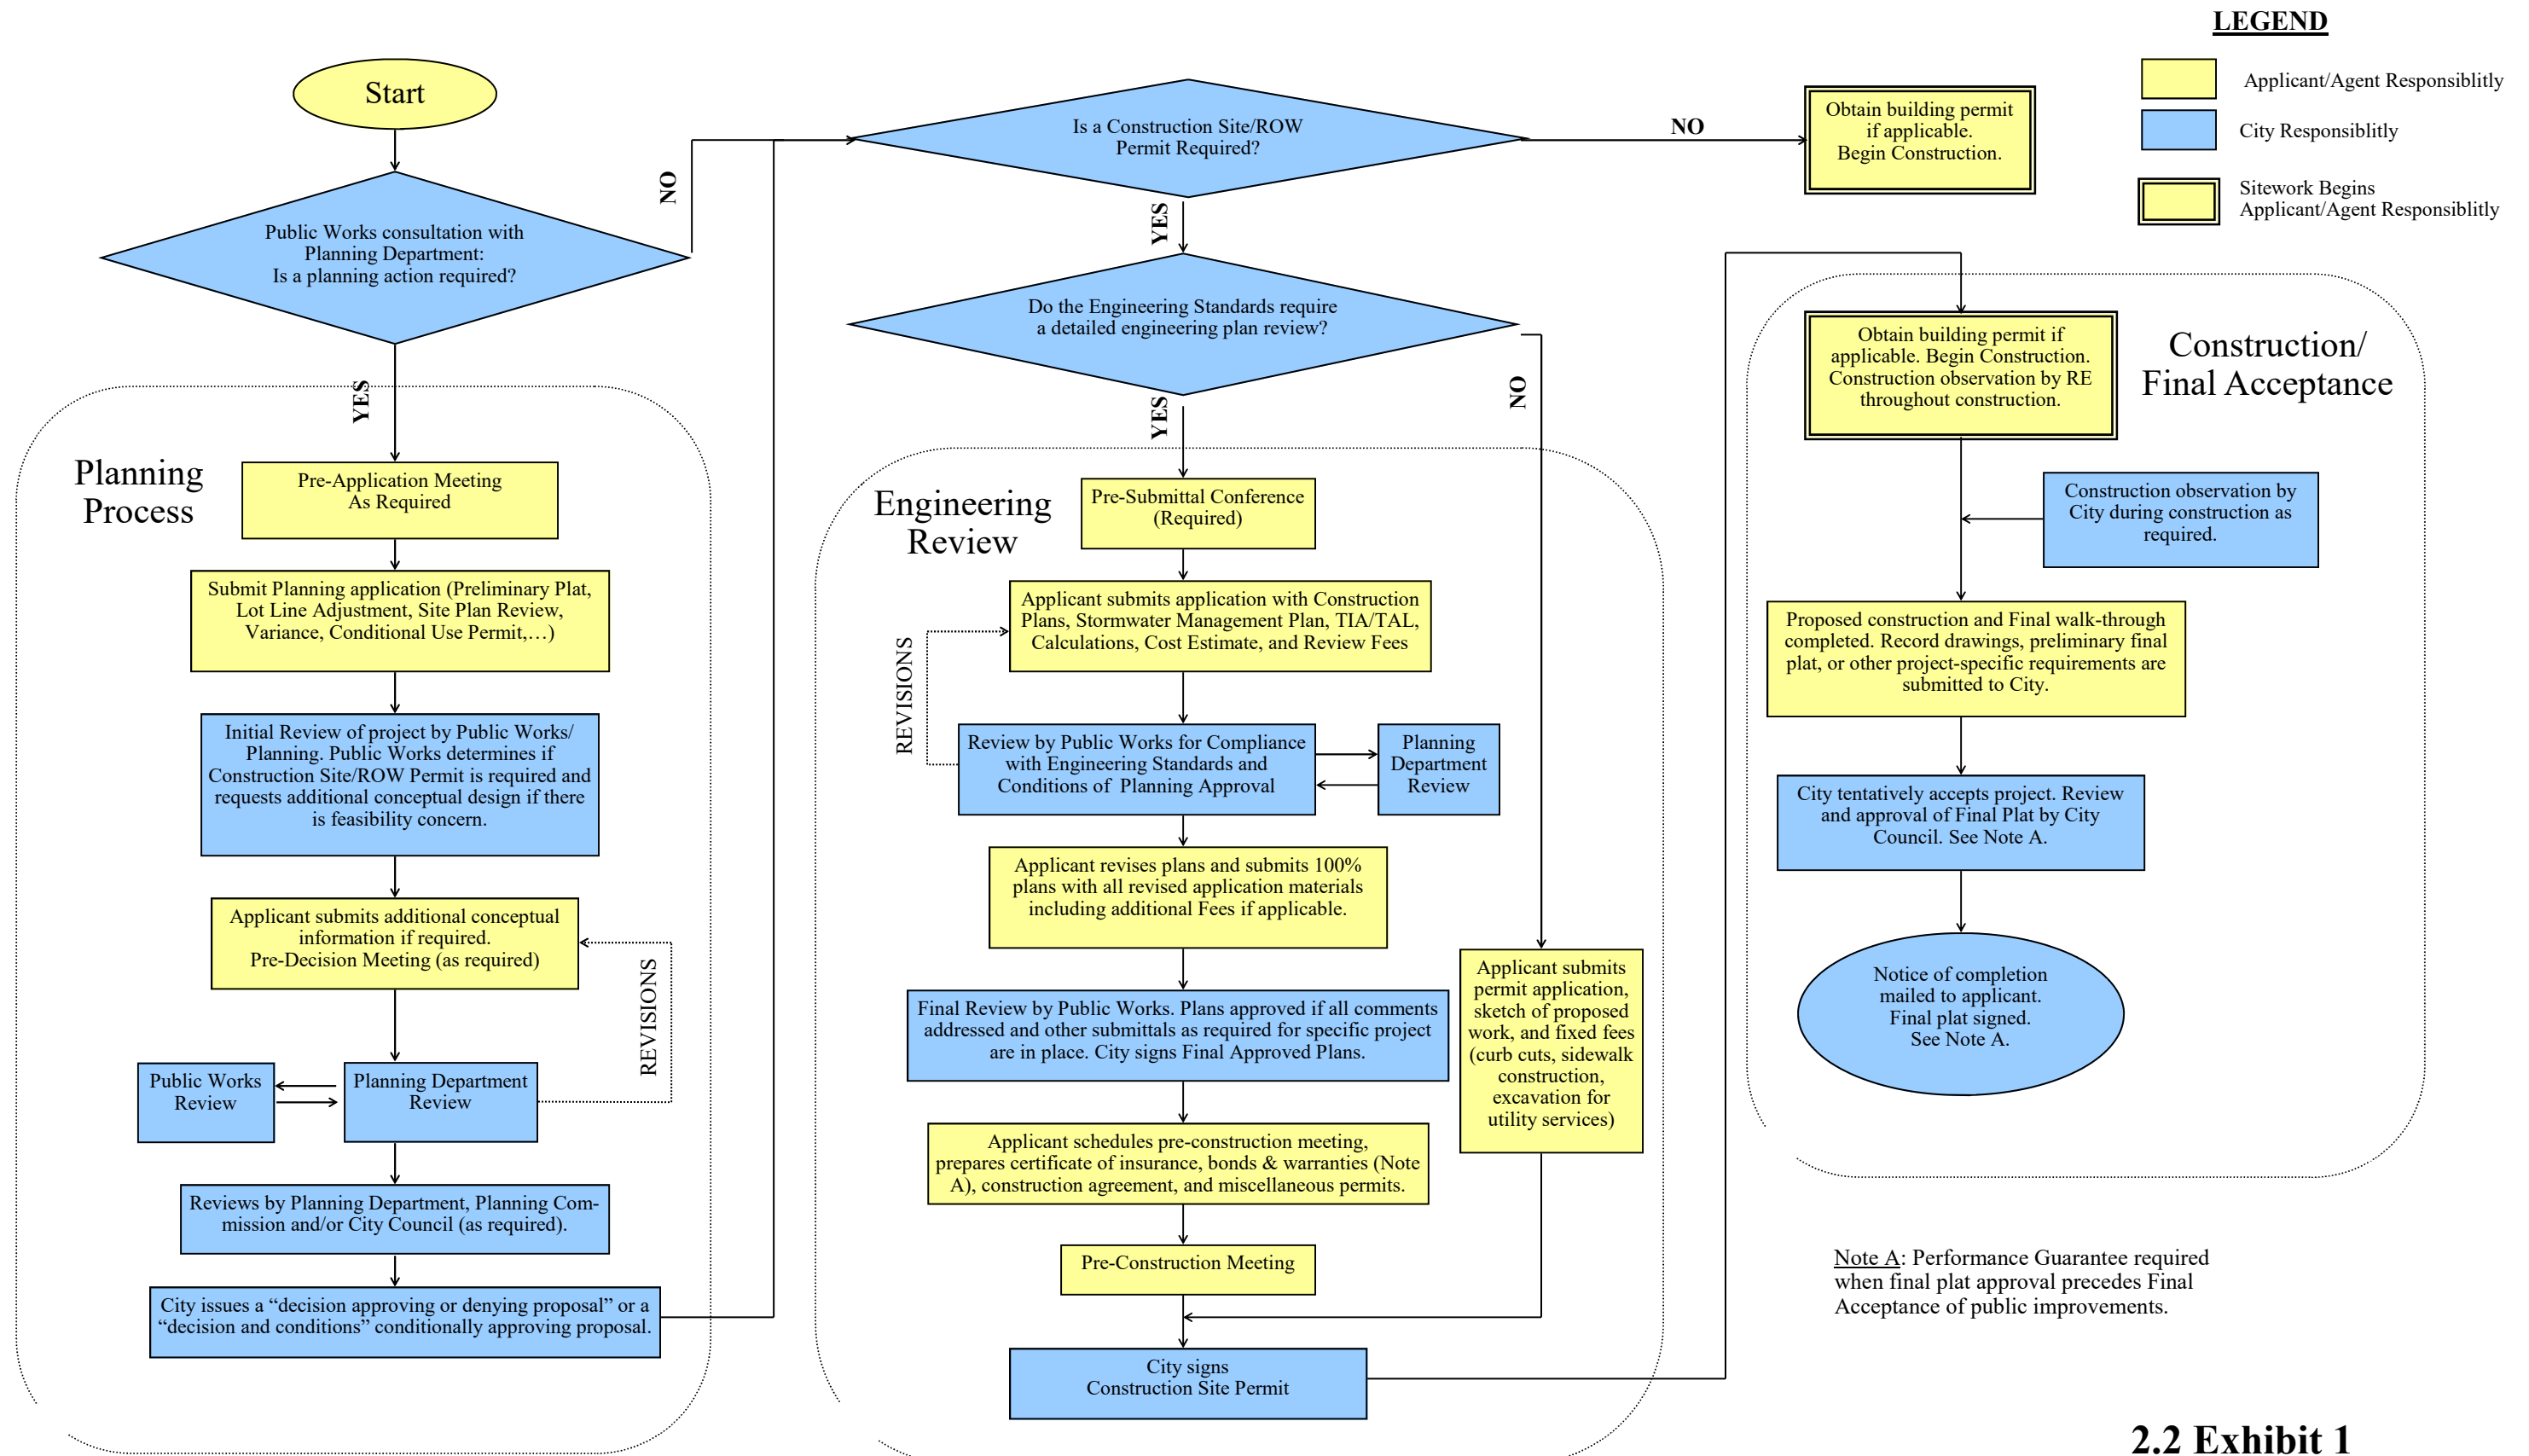 LEGEND
Applicant/Agent Responsiblitly
City Responsiblitly
Sitework Begins
Applicant/Agent Responsiblitly
Start
Public Works consultation with
Planning Department:
Is a planning action required?
NO
YES
Planning
Process
Pre-Application Meeting
As Required
Submit Planning application (Preliminary Plat,
Lot Line Adjustment, Site Plan Review,
Variance, Conditional Use Permit,…)
Initial Review of project by Public Works/
Planning. Public Works determines if
Construction Site/ROW Permit is required and
requests additional conceptual design if there
is feasibility concern.
Applicant submits additional conceptual
information if required.
Pre-Decision Meeting (as required)
REVISIONS
Public Works
Review
Planning Department
Review
Reviews by Planning Department, Planning Com-
mission and/or City Council (as required).
City issues a “decision approving or denying proposal” or a
“decision and conditions” conditionally approving proposal.
Is a Construction Site/ROW
Permit Required?
NO
Obtain building permit
if applicable.
Begin Construction.
YES
Do the Engineering Standards require
a detailed engineering plan review?
YES
NO
Engineering
Review
Pre-Submittal Conference
(Required)
Applicant submits application with Construction
Plans, Stormwater Management Plan, TIA/TAL,
Calculations, Cost Estimate, and Review Fees
REVISIONS
Review by Public Works for Compliance
with Engineering Standards and
Conditions of Planning Approval
Planning
Department
Review
Applicant revises plans and submits 100%
plans with all revised application materials
including additional Fees if applicable.
Final Review by Public Works. Plans approved if all comments
addressed and other submittals as required for specific project
are in place. City signs Final Approved Plans.
Applicant submits
permit application,
sketch of proposed
work, and fixed fees
(curb cuts, sidewalk
construction,
excavation for
utility services)
Applicant schedules pre-construction meeting,
prepares certificate of insurance, bonds & warranties (Note
A), construction agreement, and miscellaneous permits.
Pre-Construction Meeting
City signs
Construction Site Permit
Construction/
Final Acceptance
Obtain building permit if
applicable. Begin Construction.
Construction observation by RE
throughout construction.
Construction observation by
City during construction as
required.
Proposed construction and Final walk-through
completed. Record drawings, preliminary final
plat, or other project-specific requirements are
submitted to City.
City tentatively accepts project. Review
and approval of Final Plat by City
Council. See Note A.
Notice of completion
mailed to applicant.
Final plat signed.
See Note A.
Note A: Performance Guarantee required
when final plat approval precedes Final
Acceptance of public improvements.
2.2 Exhibit 1